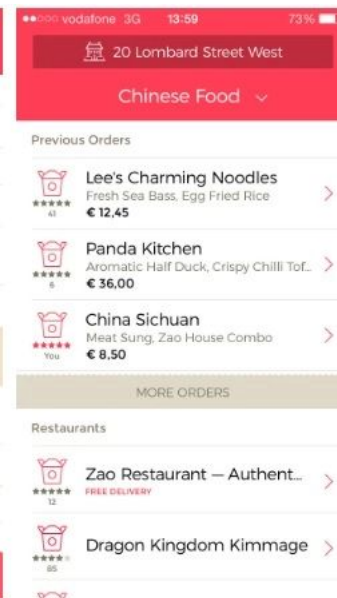 vodafone 3G 13:59 73%
20 Lombard Street West
Chinese Food
Previous Orders
Lee's Charming Noodles
Fresh Sea Bass, Egg Fried Rice
41
€ 12,45
Panda Kitchen
Aromatic Half Duck, Crispy Chilli Tof...
6
€ 36,00
China Sichuan
Meat Sung, Zao House Combo
You
€ 8,50
MORE ORDERS
Restaurants
Zao Restaurant — Authent...
FREE DELIVERY
12
Dragon Kingdom Kimmage
85